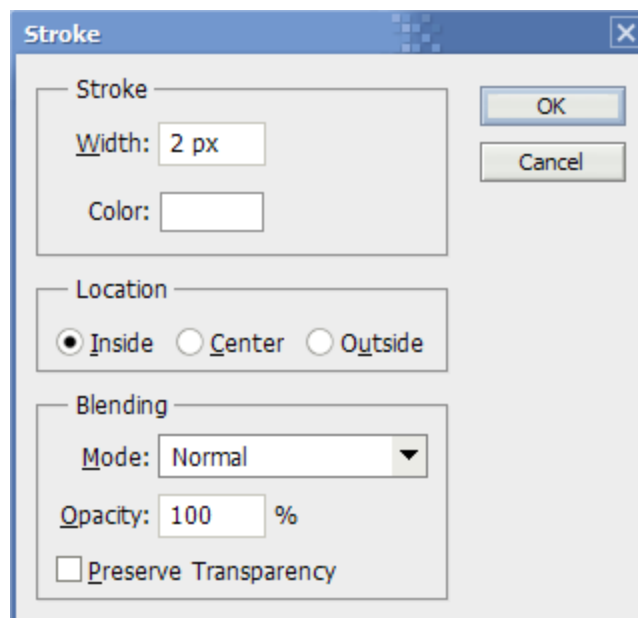 Stroke
Stroke
Width: 2 px
Color:
OK
Cancel
Location
Inside Center Outside
Blending
Mode: Normal
Opacity: 100 %
Preserve Transparency